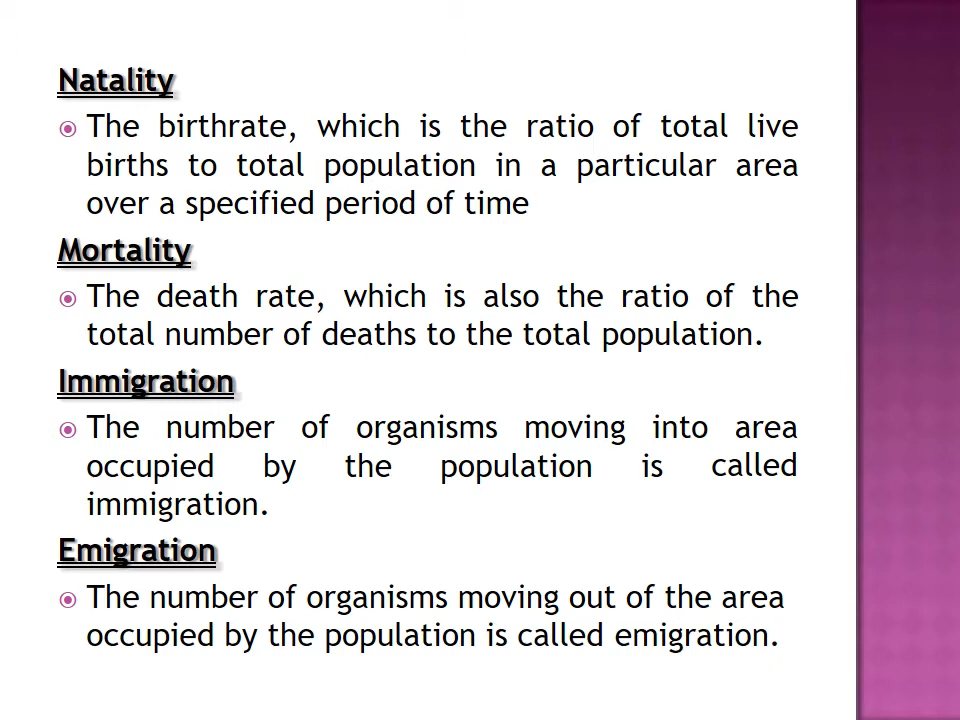 Natality
The birthrate, which is the ratio of total live
births to total population in a particular area
over a specified period of time
Mortality
The death rate, which is also the ratio of the
total number of deaths to the total population.
Immigration
The number of organisms moving into area
occupied by the population is called
immigration.
Emigration
The number of organisms moving out of the area
occupied by the population is called emigration.